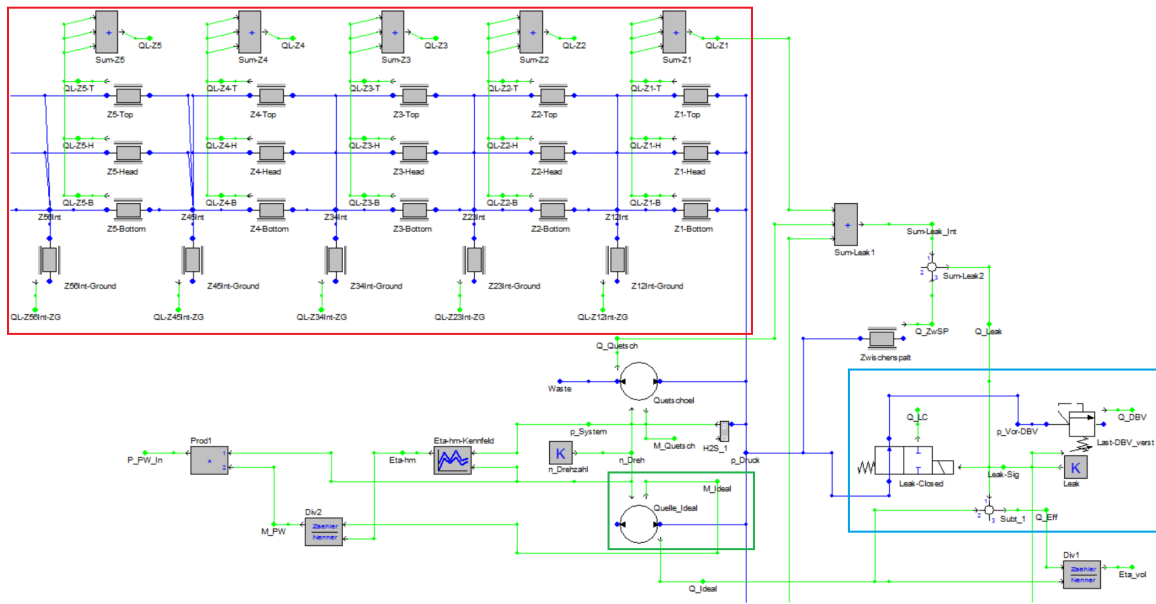 QL-Z5 QL-Z4 QL-Z3 QL-Z2 QL-Z1
Sum-Z5 Sum-Z4 Sum-Z3 Sum-Z2 Sum-Z1
QL-Z5-T QL-Z4-T QL-Z3-T QL-Z2-T QL-Z1-T
Z5-Top Z4-Top Z3-Top Z2-Top Z1-Top
QL-Z5-H QL-Z4-H QL-Z3-H QL-Z2-H QL-Z1-H
Z5-Head Z4-Head Z3-Head Z2-Head Z1-Head
QL-Z5-B QL-Z4-B QL-Z3-B QL-Z2-B QL-Z1-B
Z56Int Z45Int Z34Int Z23Int Z12Int
Z5-Bottom Z4-Bottom Z3-Bottom Z2-Bottom Z1-Bottom
Z56Int-Ground Z45Int-Ground Z34Int-Ground Z23Int-Ground Z12Int-Ground
QL-Z56Int-ZG QL-Z45Int-ZG QL-Z34Int-ZG QL-Z23Int-ZG QL-Z12Int-ZG
Sum-Leak_Int
Sum-Leak1
1
2
3
Sum-Leak2
Q_ZwSP
Q_Leak
Zwischenspalt
Q_Quetsch
Waste
Quetschoel
Q_LC
p_Vor-DBV
Q_DBV
Last-DBV_verst
p_System
M_Quetsch
H2S_1
Prod1
1
2
P_PW_In
Eta-hm-Kennfeld
Eta-hm
K
n_Drehzahl
n_Dreh
p_Druck
Leak-Closed
Leak-Sig
K
Leak
M_Ideal
Quelle_Ideal
Div2
Zaehler
Nenner
M_PW
1
2
3
Subt_1
Q_Eff
Q_Ideal
Div1
Zaehler
Nenner
Eta_vol